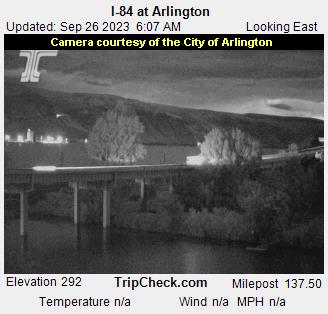 I-84 at Arlington
Updated: Sep 26 2023 6:07 AM Looking East
Camera courtesy of the City of Arlington
Elevation 292 TripCheck.com Milepost 137.50
Temperature n/a Wind n/a MPH n/a